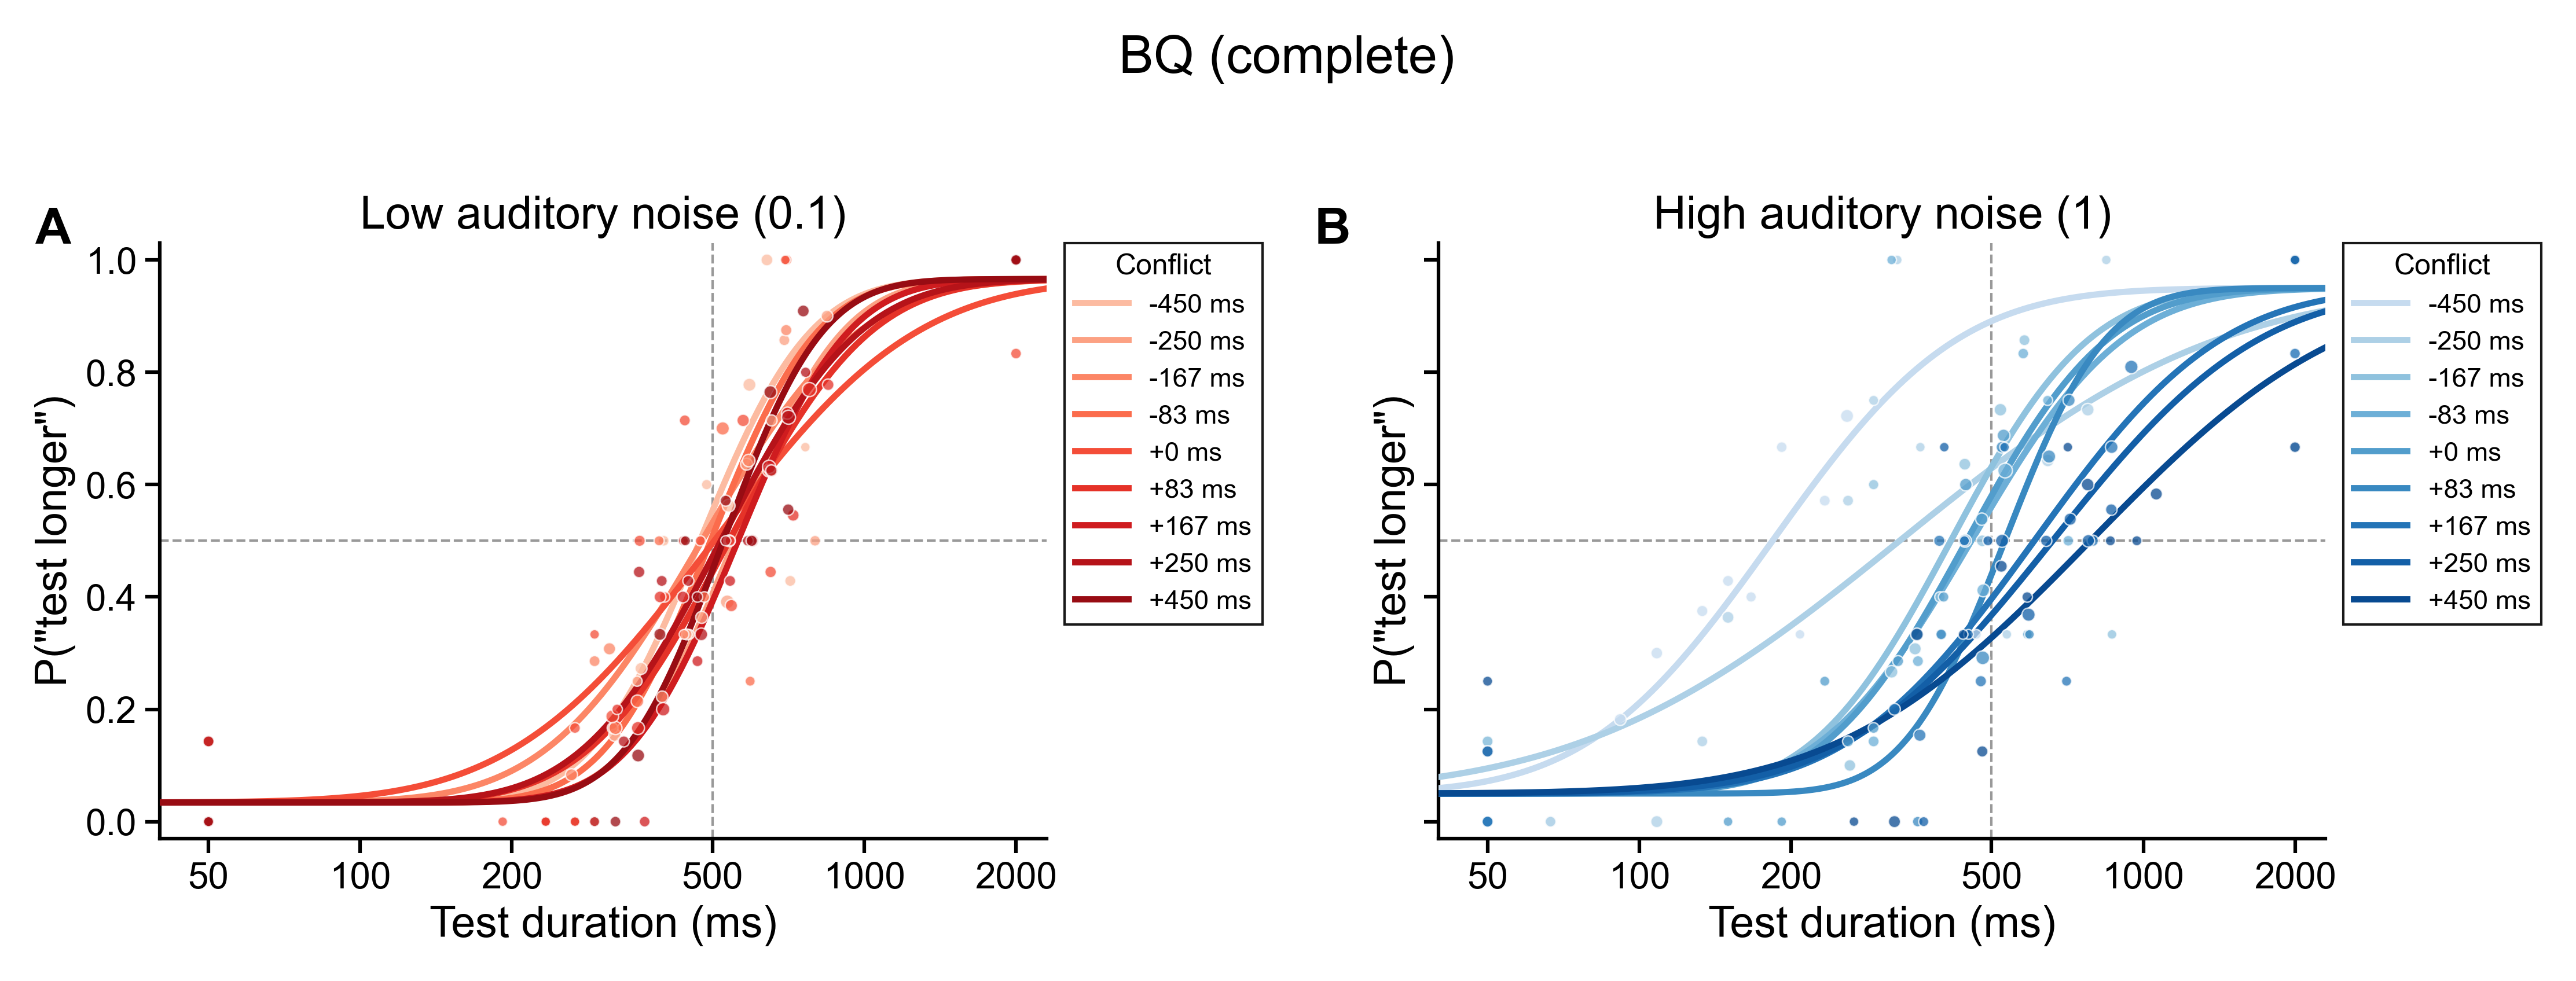 BQ (complete)
A
Low auditory noise (0.1)
P("test longer")
1.0
0.8
0.6
0.4
0.2
0.0
50 100 200 500 1000 2000
Test duration (ms)
Conflict
-450 ms
-250 ms
-167 ms
-83 ms
+0 ms
+83 ms
+167 ms
+250 ms
+450 ms
B
High auditory noise (1)
P("test longer")
50 100 200 500 1000 2000
Test duration (ms)
Conflict
-450 ms
-250 ms
-167 ms
-83 ms
+0 ms
+83 ms
+167 ms
+250 ms
+450 ms